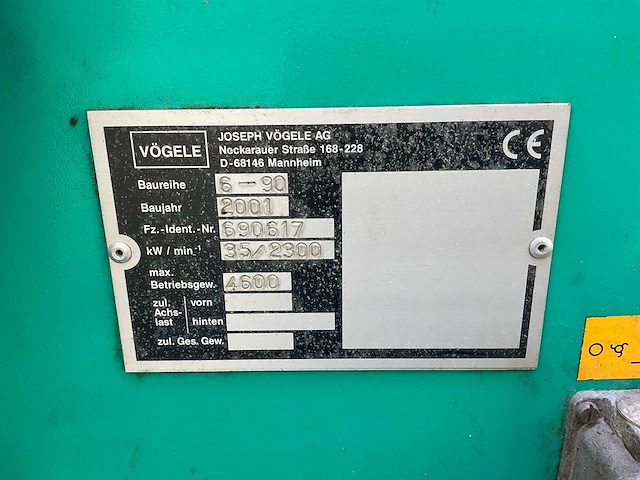 VÖGELE
JOSEPH VÖGELE AG
Neckarauer Straße 168-228
D-68146 Mannheim
CE
Baureihe 6-90
Baujahr 2001
Fz.-Ident.-Nr. 690617
kW / min⁻¹ 35/2300
max.
Betriebsgew. 4600
zul. vorn
Achs-
last hinten
zul. Ges. Gew.